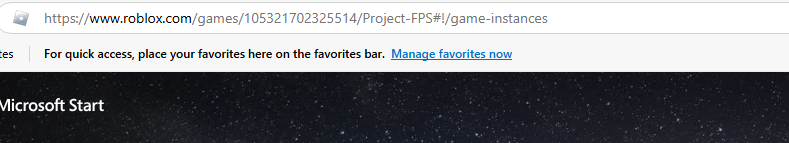 https://www.roblox.com/games/105321702325514/Project-FPS#!/game-instances
tes For quick access, place your favorites here on the favorites bar. Manage favorites now
Microsoft Start